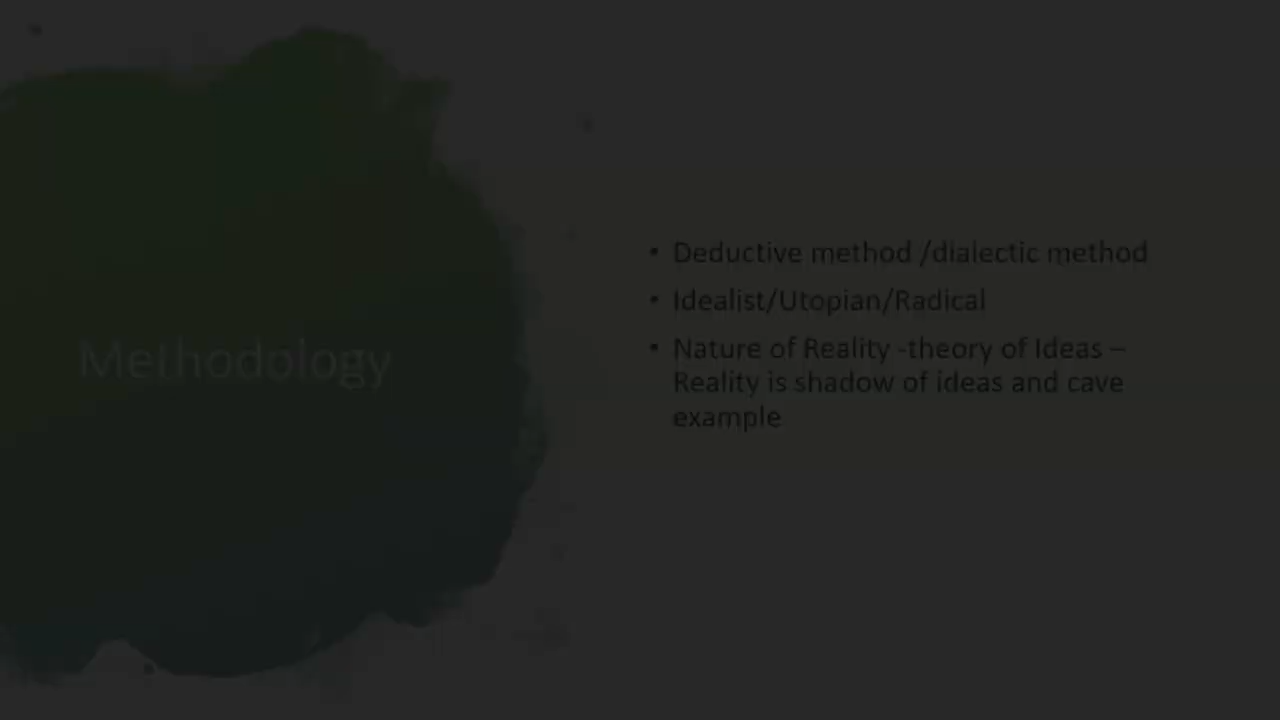 Methodology
• Deductive method /dialectic method
• Idealist/Utopian/Radical
• Nature of Reality -theory of Ideas –
Reality is shadow of ideas and cave
example